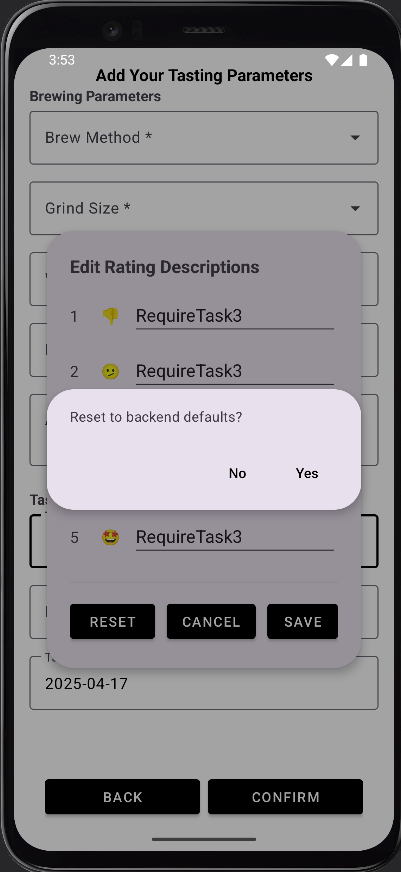 3:53
Add Your Tasting Parameters
Brewing Parameters
Brew Method *
Grind Size *
Edit Rating Descriptions
1 RequireTask3
2 RequireTask3
Reset to backend defaults?
No Yes
5 RequireTask3
RESET CANCEL SAVE
2025-04-17
BACK CONFIRM